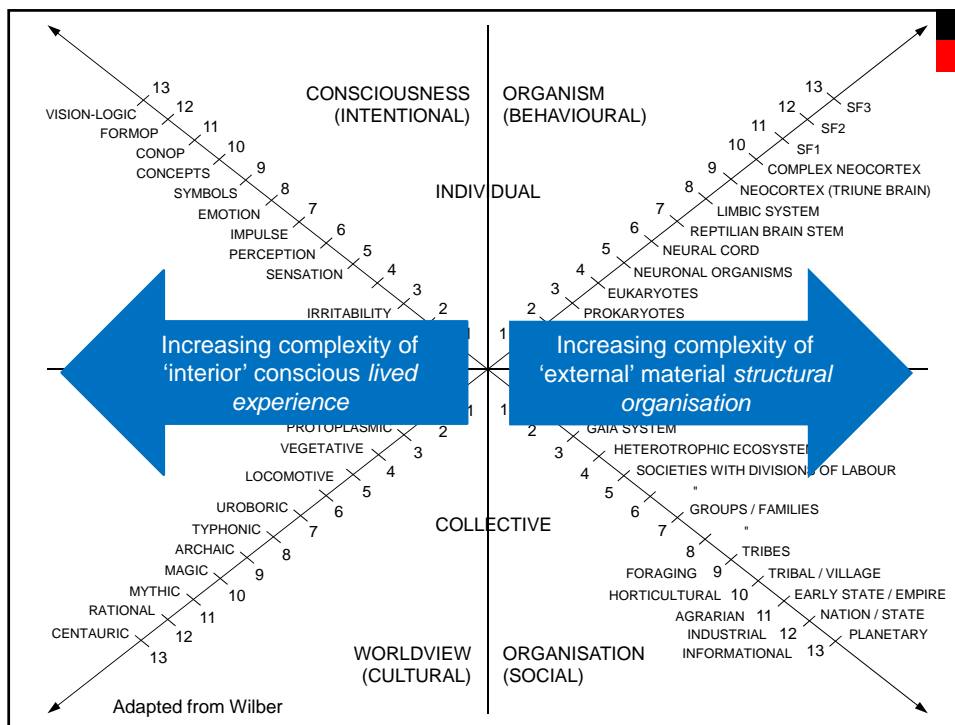 CONSCIOUSNESS
(INTENTIONAL)
ORGANISM
(BEHAVIOURAL)
INDIVIDUAL
13
VISION-LOGIC
12
FORMOP
11
CONOP
10
CONCEPTS
9
SYMBOLS
8
EMOTION
7
IMPULSE
6
PERCEPTION
5
SENSATION
4
3
IRRITABILITY
2
13
SF3
12
SF2
11
SF1
10
COMPLEX NEOCORTEX
9
NEOCORTEX (TRIUNE BRAIN)
8
LIMBIC SYSTEM
7
REPTILIAN BRAIN STEM
6
NEURAL CORD
5
NEURONAL ORGANISMS
4
EUKARYOTES
3
PROKARYOTES
2
1
Increasing complexity of
‘interior’ conscious lived
experience
Increasing complexity of
‘external’ material structural
organisation
1
PROTOPLASMIC
2
VEGETATIVE
3
4
LOCOMOTIVE
5
6
UROBORIC
7
TYPHONIC
8
ARCHAIC
9
MAGIC
10
MYTHIC
11
RATIONAL
12
CENTAURIC
13
1
2
GAIA SYSTEM
3
HETEROTROPHIC ECOSYSTEM
4
SOCIETIES WITH DIVISIONS OF LABOUR
5
"
6
GROUPS / FAMILIES
7
"
8
TRIBES
FORAGING 9
TRIBAL / VILLAGE
HORTICULTURAL 10
EARLY STATE / EMPIRE
AGRARIAN 11
NATION / STATE
INDUSTRIAL 12
PLANETARY
INFORMATIONAL 13
COLLECTIVE
WORLDVIEW
(CULTURAL)
ORGANISATION
(SOCIAL)
Adapted from Wilber